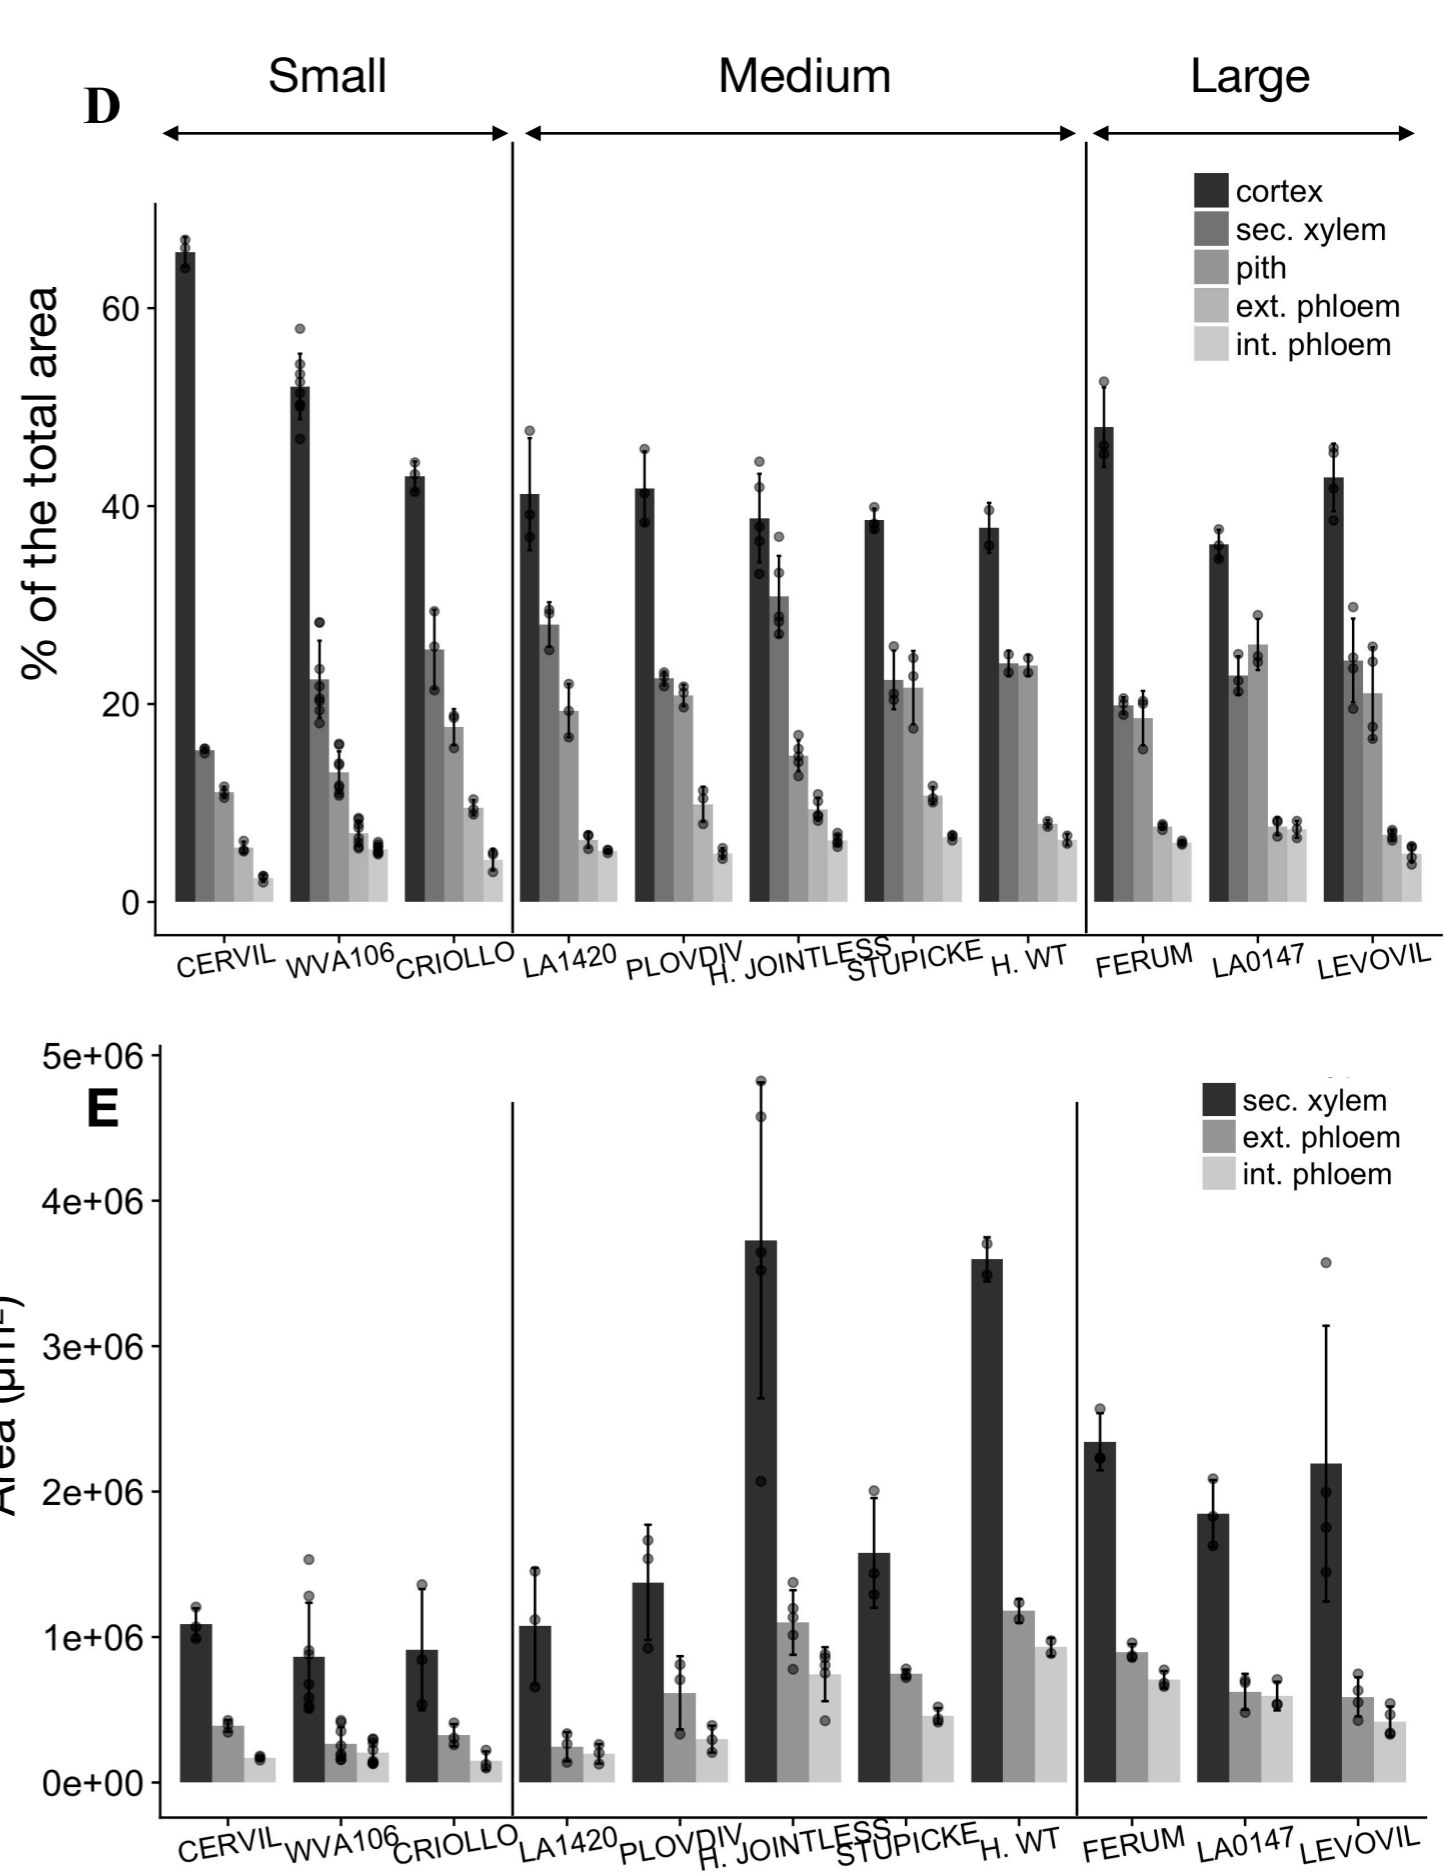 Small Medium Large
D
cortex
sec. xylem
pith
ext. phloem
int. phloem
% of the total area
60
40
20
0
CERVIL WVA106 CRIOLLO LA1420 PLOVDIV H. JOINTLESS STUPICKE H. WT FERUM LA0147 LEVOVIL
E
sec. xylem
ext. phloem
int. phloem
Area (µm²)
5e+06
4e+06
3e+06
2e+06
1e+06
0e+00
CERVIL WVA106 CRIOLLO LA1420 PLOVDIV H. JOINTLESS STUPICKE H. WT FERUM LA0147 LEVOVIL